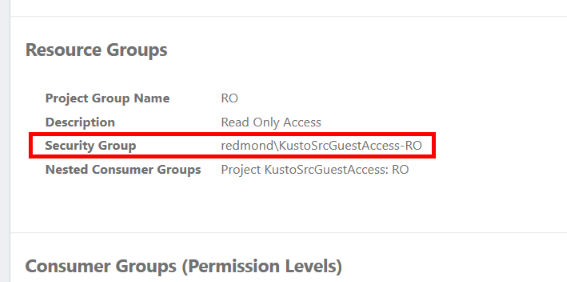 Resource Groups
Project Group Name RO
Description Read Only Access
Security Group redmond\KustoSrcGuestAccess-RO
Nested Consumer Groups Project KustoSrcGuestAccess: RO
Consumer Groups (Permission Levels)